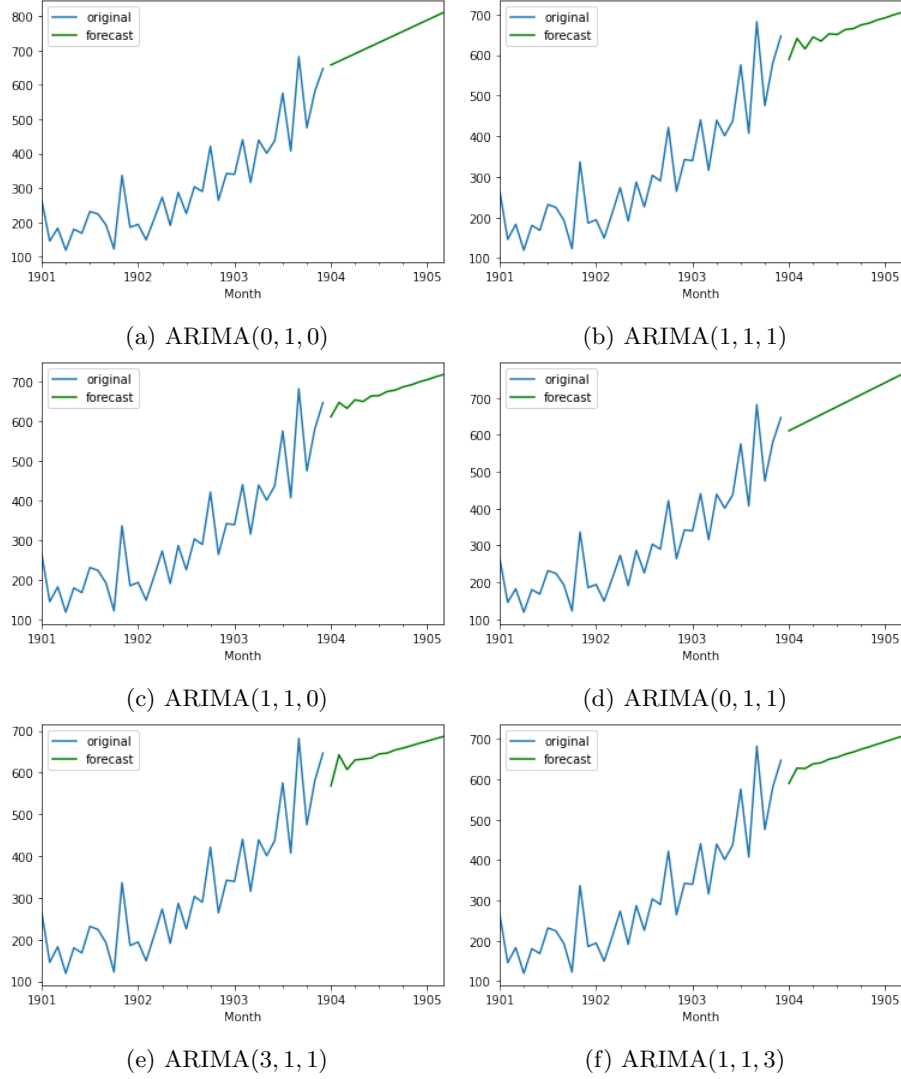 original
forecast
800
700
600
500
400
300
200
100
1901 1902 1903 1904 1905
Month
(a) ARIMA(0, 1, 0)
original
forecast
700
600
500
400
300
200
100
1901 1902 1903 1904 1905
Month
(b) ARIMA(1, 1, 1)
original
forecast
700
600
500
400
300
200
100
1901 1902 1903 1904 1905
Month
(c) ARIMA(1, 1, 0)
original
forecast
700
600
500
400
300
200
100
1901 1902 1903 1904 1905
Month
(d) ARIMA(0, 1, 1)
original
forecast
700
600
500
400
300
200
100
1901 1902 1903 1904 1905
Month
(e) ARIMA(3, 1, 1)
original
forecast
700
600
500
400
300
200
100
1901 1902 1903 1904 1905
Month
(f) ARIMA(1, 1, 3)